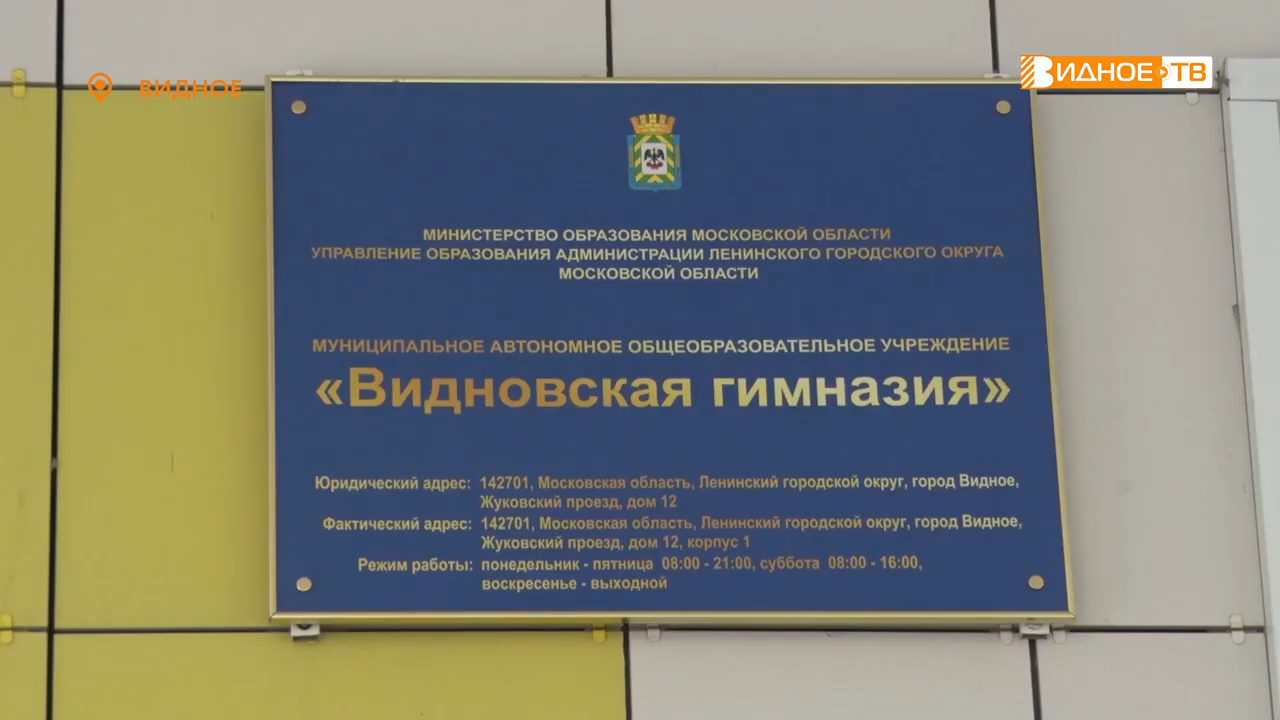 ВИДНОЕ
ВИДНОЕ ТВ
МИНИСТЕРСТВО ОБРАЗОВАНИЯ МОСКОВСКОЙ ОБЛАСТИ
УПРАВЛЕНИЕ ОБРАЗОВАНИЯ АДМИНИСТРАЦИИ ЛЕНИНСКОГО ГОРОДСКОГО ОКРУГА
МОСКОВСКОЙ ОБЛАСТИ
МУНИЦИПАЛЬНОЕ АВТОНОМНОЕ ОБЩЕОБРАЗОВАТЕЛЬНОЕ УЧРЕЖДЕНИЕ
«Видновская гимназия»
Юридический адрес: 142701, Московская область, Ленинский городской округ, город Видное,
Жуковский проезд, дом 12
Фактический адрес: 142701, Московская область, Ленинский городской округ, город Видное,
Жуковский проезд, дом 12, корпус 1
Режим работы: понедельник - пятница 08:00 - 21:00, суббота 08:00 - 16:00,
воскресенье - выходной